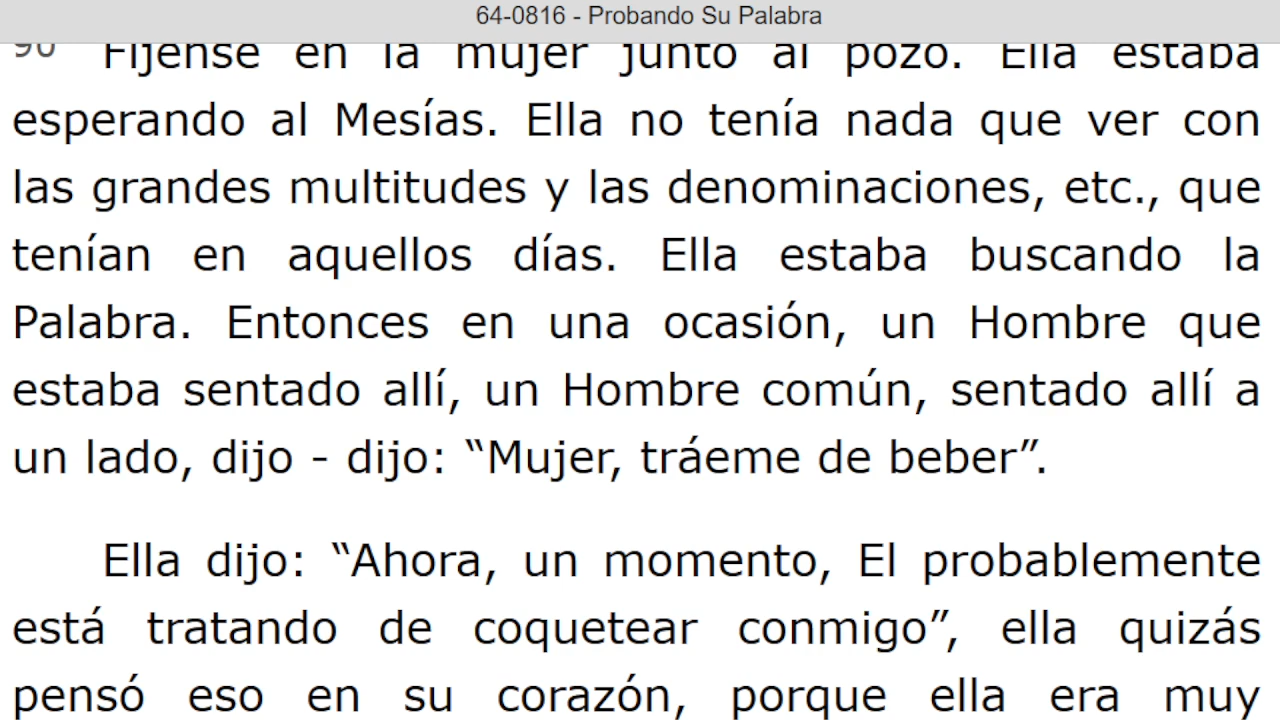 64-0816 - Probando Su Palabra
90 Fíjense en la mujer junto al pozo. Ella estaba
esperando al Mesías. Ella no tenía nada que ver con
las grandes multitudes y las denominaciones, etc., que
tenían en aquellos días. Ella estaba buscando la
Palabra. Entonces en una ocasión, un Hombre que
estaba sentado allí, un Hombre común, sentado allí a
un lado, dijo - dijo: “Mujer, tráeme de beber”.
Ella dijo: “Ahora, un momento, El probablemente
está tratando de coquetear conmigo”, ella quizás
pensó eso en su corazón, porque ella era muy